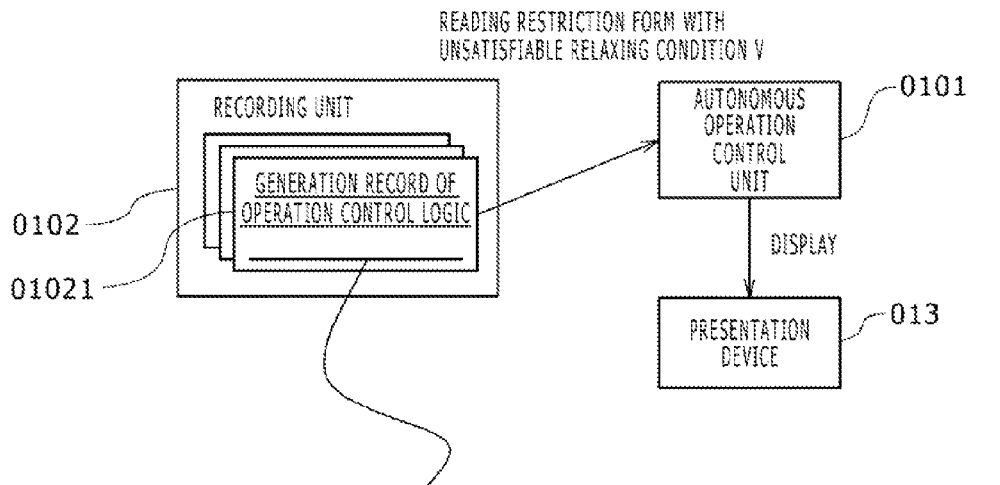 READING RESTRICTION FORM WITH
UNSATISFIABLE RELAXING CONDITION V
RECORDING UNIT
GENERATION RECORD OF
OPERATION CONTROL LOGIC
0102
01021
AUTONOMOUS
OPERATION
CONTROL
UNIT
0101
DISPLAY
PRESENTATION
DEVICE
013